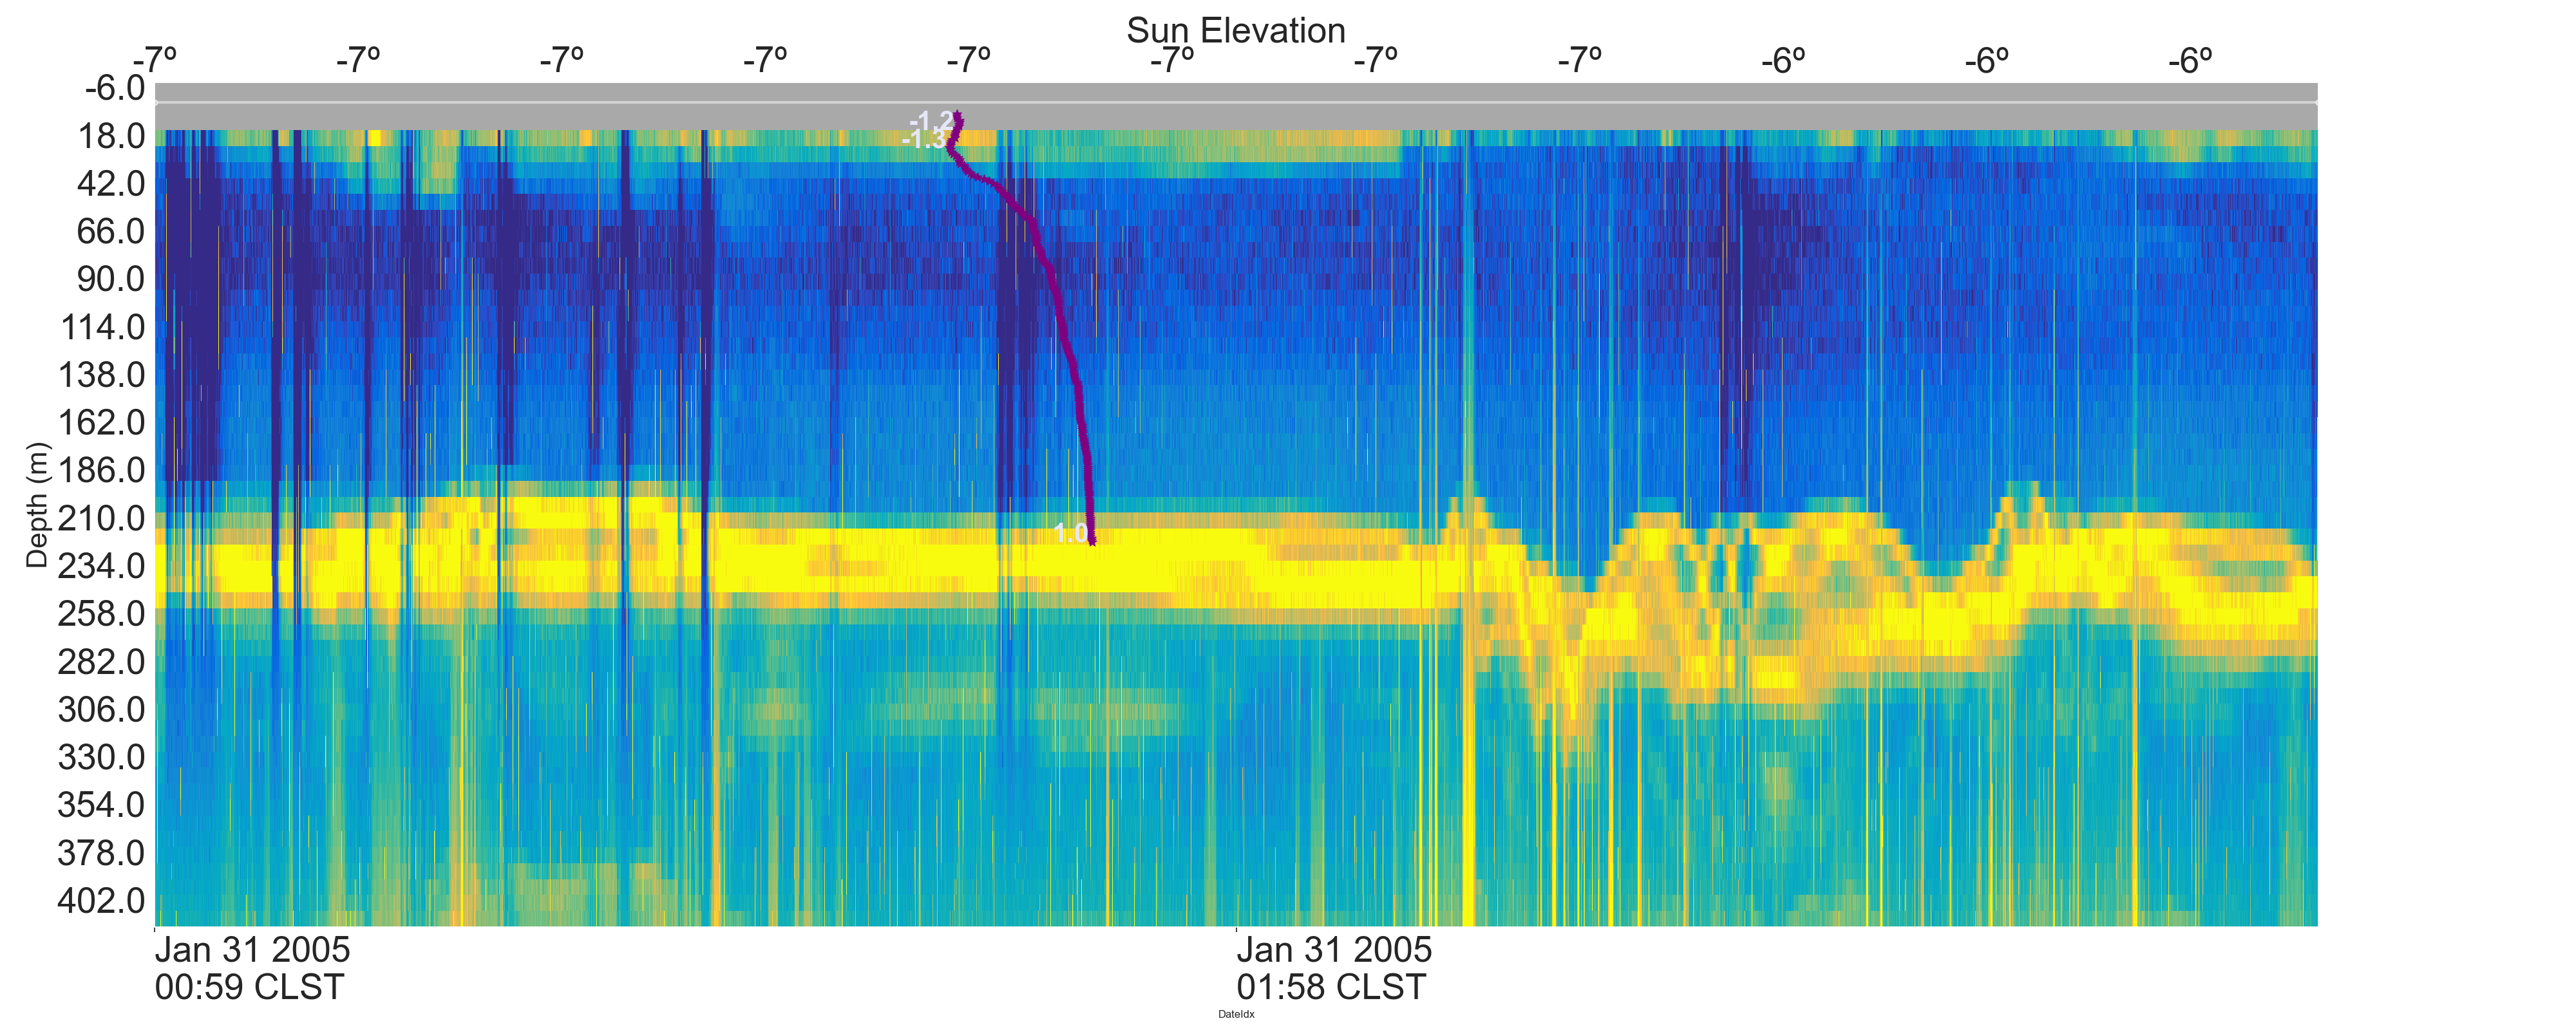 Sun Elevation
-7º -7º -7º -7º -7º -7º -7º -7º -6º -6º -6º
-6.0
18.0
42.0
66.0
90.0
114.0
138.0
162.0
186.0
210.0
234.0
258.0
282.0
306.0
330.0
354.0
378.0
402.0
Depth (m)
-1.2
-1.3
1.0
Jan 31 2005
00:59 CLST
Jan 31 2005
01:58 CLST
DateIdx